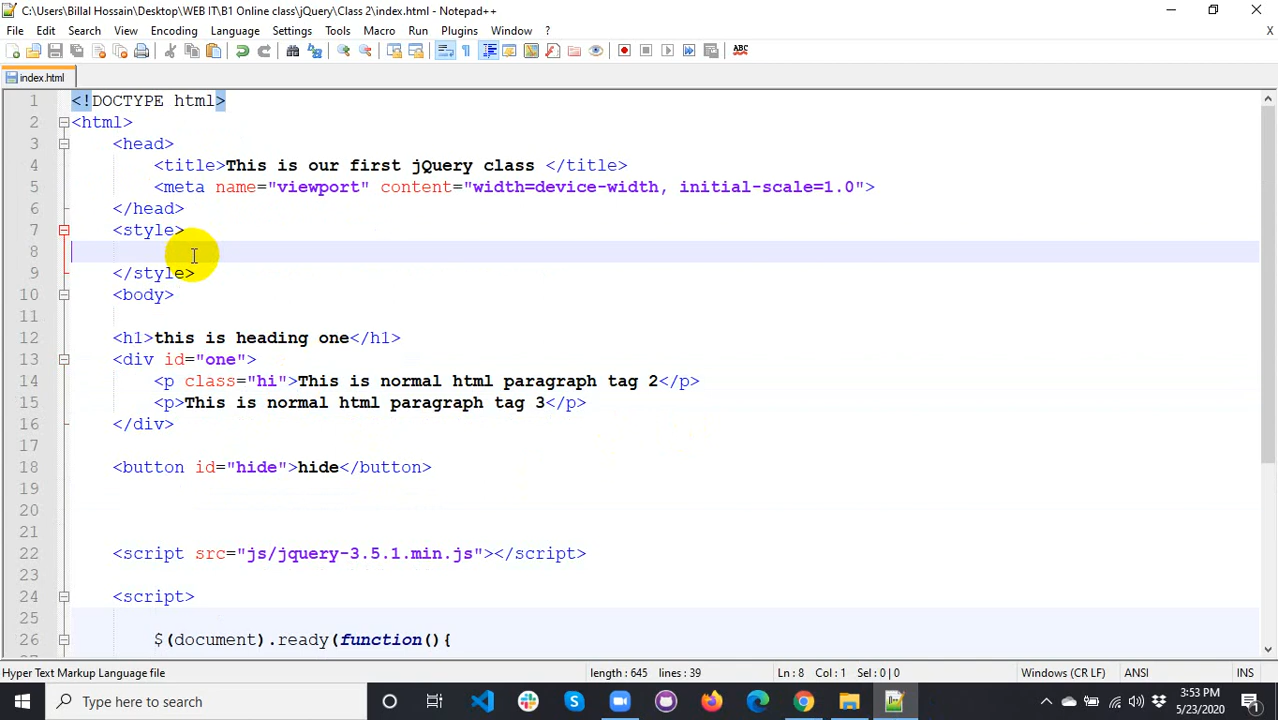 C:\Users\Billal Hossain\Desktop\WEB IT\B1 Online class\jQuery\Class 2\index.html - Notepad++
File Edit Search View Encoding Language Settings Tools Macro Run Plugins Window ? X
ABC
index.html
1 <!DOCTYPE html>
2 <html>
3 <head>
4 <title>This is our first jQuery class </title>
5 <meta name="viewport" content="width=device-width, initial-scale=1.0">
6 </head>
7 <style>
8
9 </style>
10 <body>
11
12 <h1>this is heading one</h1>
13 <div id="one">
14 <p class="hi">This is normal html paragraph tag 2</p>
15 <p>This is normal html paragraph tag 3</p>
16 </div>
17
18 <button id="hide">hide</button>
19
20
21
22 <script src="js/jquery-3.5.1.min.js"></script>
23
24 <script>
25
26 $(document).ready(function(){
Hyper Text Markup Language file length : 645 lines : 39 Ln : 8 Col : 1 Sel : 0 | 0 Windows (CR LF) ANSI INS
Type here to search
3:53 PM
5/23/2020
1